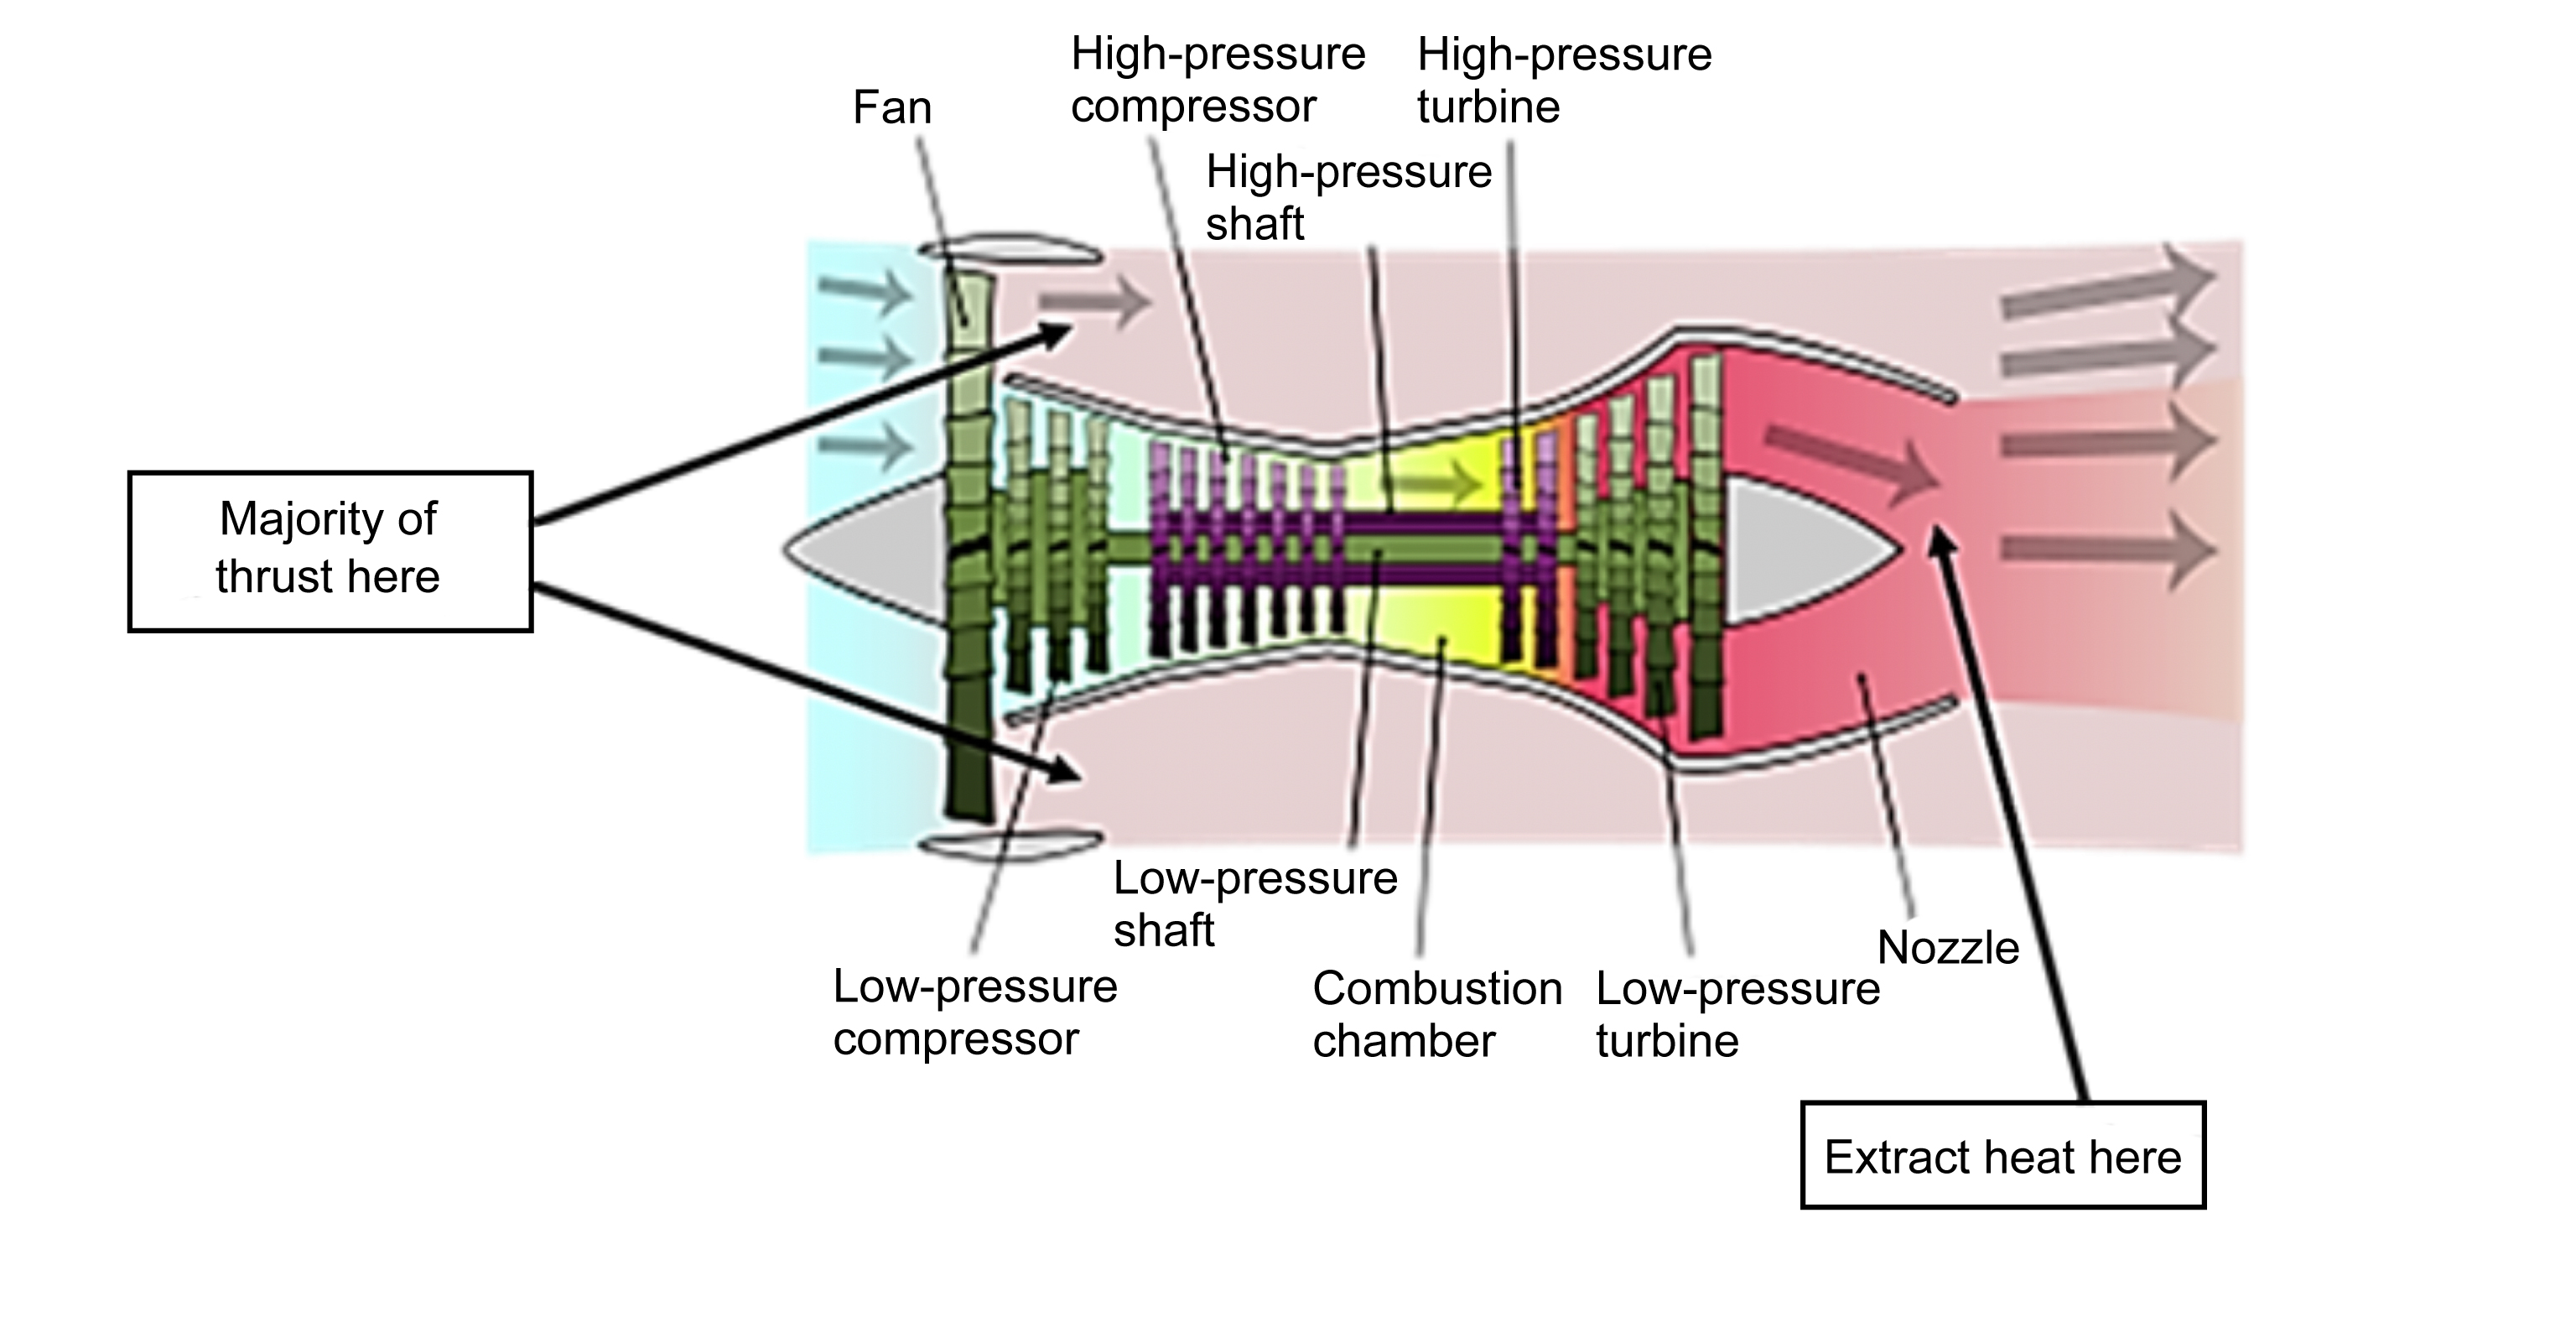 High-pressure
compressor
High-pressure
turbine
Fan
High-pressure
shaft
Majority of
thrust here
Low-pressure
shaft
Nozzle
Low-pressure
compressor
Combustion
chamber
Low-pressure
turbine
Extract heat here